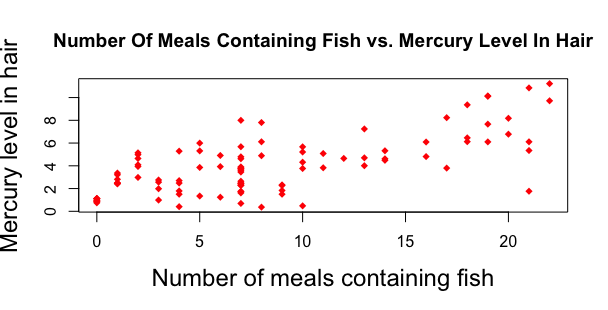 Number Of Meals Containing Fish vs. Mercury Level In Hair
Mercury level in hair
8
6
4
2
0
0 5 10 15 20
Number of meals containing fish